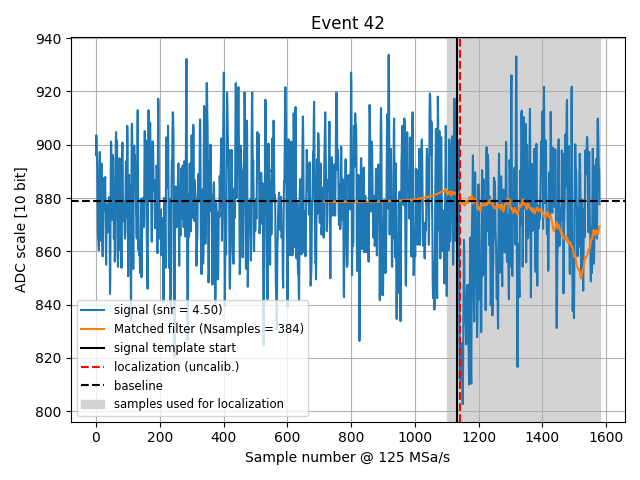 Event 42
940
920
900
880
860
840
820
800
ADC scale [10 bit]
signal (snr = 4.50)
Matched filter (Nsamples = 384)
signal template start
localization (uncalib.)
baseline
samples used for localization
0 200 400 600 800 1000 1200 1400 1600
Sample number @ 125 MSa/s